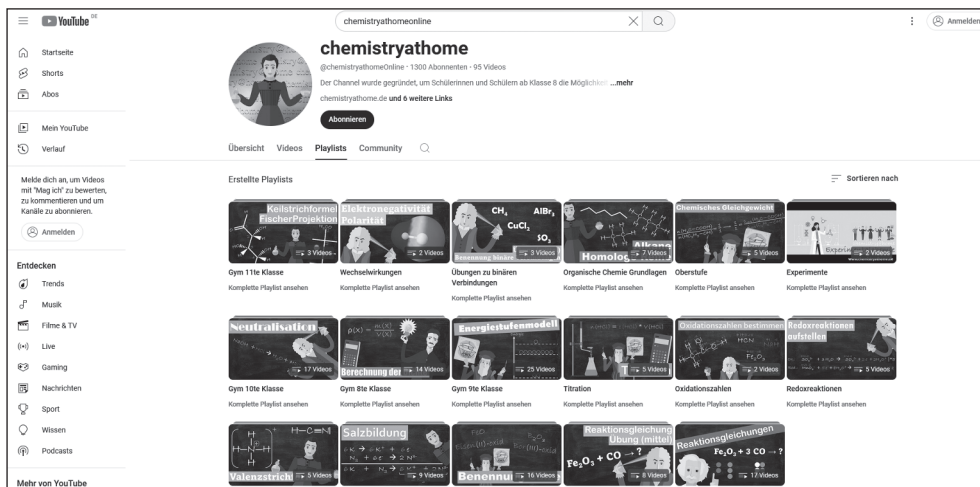 YouTube BE
chemistryathomeonline
Anmelden
Startseite
Shorts
Abos
Mein YouTube
Verlauf
Melde dich an, um Videos
mit "Mag ich" zu bewerten,
zu kommentieren und um
Kanäle zu abonnieren.
Anmelden
Entdecken
Trends
Musik
Filme & TV
Live
Gaming
Nachrichten
Sport
Wissen
Podcasts
Mehr von YouTube
chemistryathome
@chemistryathomeOnline · 1300 Abonnenten · 95 Videos
Der Channel wurde gegründet, um Schülerinnen und Schülern ab Klasse 8 die Möglichkeit ...mehr
chemistryathome.de und 6 weitere Links
Abonnieren
Übersicht Videos Playlists Community
Erstellte Playlists
Sortieren nach
Keilstrichformel
FischerProjektion
3 Videos
Gym 11te Klasse
Komplette Playlist ansehen
Elektronegativität
Polarität
2 Videos
Wechselwirkungen
Komplette Playlist ansehen
CH₄ AlBr₃
CuCl₂
SO₂
Benennung binäre
3 Videos
Übungen zu binären
Verbindungen
Komplette Playlist ansehen
Alkane
Homolog
7 Videos
Organische Chemie Grundlagen
Komplette Playlist ansehen
Chemisches Gleichgewicht
5 Videos
Oberstufe
Komplette Playlist ansehen
2 Videos
Experimente
Komplette Playlist ansehen
Neutralisation
17 Videos
Gym 10te Klasse
Komplette Playlist ansehen
Berechnung der
14 Videos
Gym 8te Klasse
Komplette Playlist ansehen
Energiestufenmodell
25 Videos
Gym 9te Klasse
Komplette Playlist ansehen
5 Videos
Titration
Komplette Playlist ansehen
Oxidationszahlen bestimmen
HCN
Fe₂O₃
2 Videos
Oxidationszahlen
Komplette Playlist ansehen
Redoxreaktionen
aufstellen
5 Videos
Redoxreaktionen
Komplette Playlist ansehen
H–C≡N
Valenzstrich
5 Videos
Salzbildung
9 Videos
Benennu
16 Videos
Reaktionsgleichung
Übung (mittel)
Fe₂O₃ + CO → ?
8 Videos
Reaktionsgleichungen
Fe₂O₃ + 3 CO → ?
17 Videos